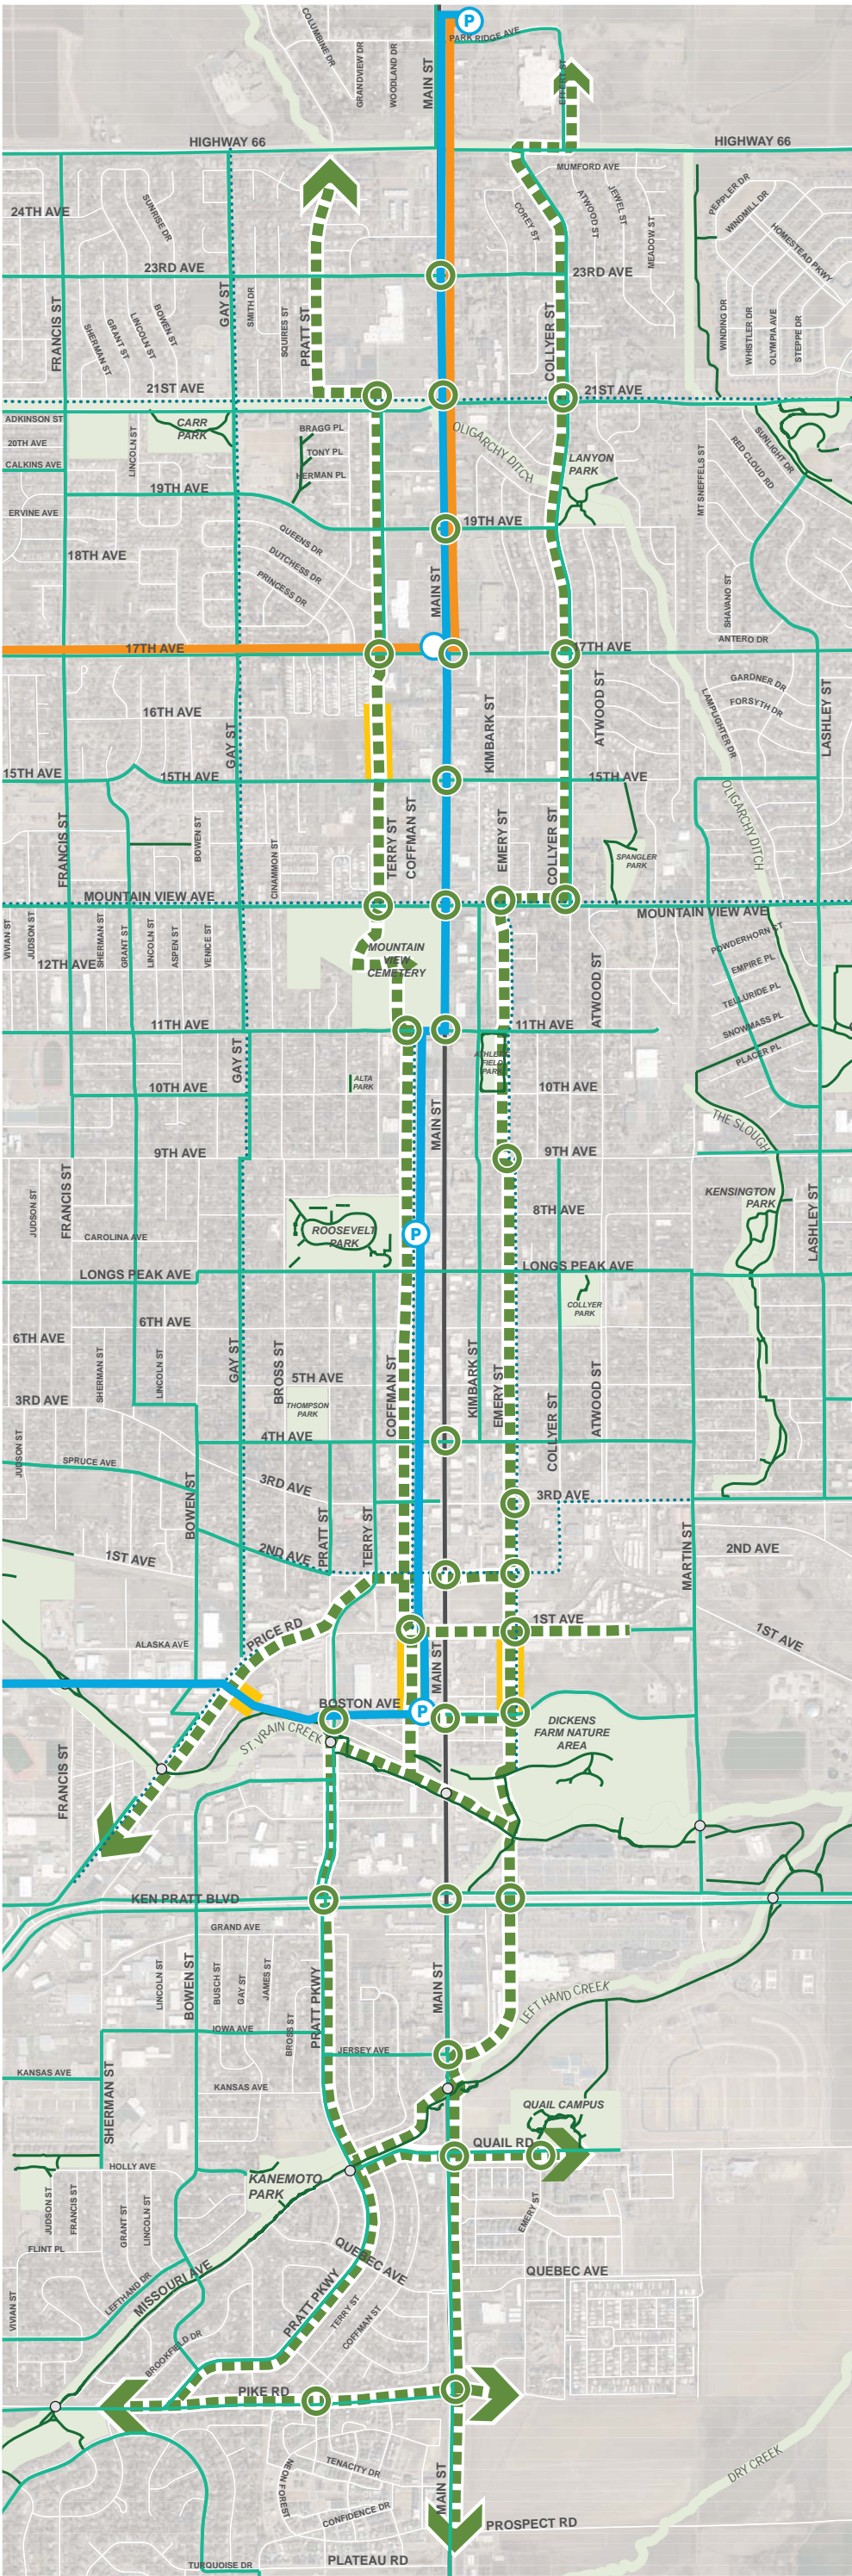 P
PARK RIDGE AVE
COLUMBINE DR
GRANDVIEW DR
WOODLAND DR
MAIN ST
HIGHWAY 66
HIGHWAY 66
MUMFORD AVE
24TH AVE
SUNRISE DR
COREY ST
ATWOOD ST
JEWEL ST
MEADOW ST
PEPPLER DR
WINDMILL DR
HOMESTEAD PKWY
23RD AVE
23RD AVE
FRANCIS ST
SHERMAN ST
GRANT ST
LINCOLN ST
BOWEN ST
GAY ST
SMITH DR
SQUIRES ST
PRATT ST
COLLYER ST
WINDING DR
WHISTLER DR
OLYMPIA AVE
STEPPE DR
21ST AVE
21ST AVE
ADKINSON ST
CARR
PARK
20TH AVE
LINCOLN ST
CALKINS AVE
BRAGG PL
TONY PL
HERMAN PL
OLIGARCHY DITCH
LANYON
PARK
MT SNEFFELS ST
RED CLOUD RD
SUNLIGHT DR
19TH AVE
19TH AVE
ERVINE AVE
18TH AVE
QUEENS DR
DUTCHESS DR
PRINCESS DR
MAIN ST
SHAVANO ST
ANTERO DR
17TH AVE
17TH AVE
GARDNER DR
FORSYTH DR
LAMPLIGHTER DR
LASHLEY ST
16TH AVE
GAY ST
KIMBARK ST
ATWOOD ST
15TH AVE
15TH AVE
15TH AVE
OLIGARCHY DITCH
FRANCIS ST
BOWEN ST
CINAMMON ST
TERRY ST
COFFMAN ST
EMERY ST
COLLYER ST
SPANGLER
PARK
MOUNTAIN VIEW AVE
MOUNTAIN VIEW AVE
VIVIAN ST
JUDSON ST
SHERMAN ST
GRANT ST
LINCOLN ST
ASPEN ST
VENICE ST
12TH AVE
MOUNTAIN
VIEW
CEMETERY
ATWOOD ST
POWDERHORN CT
EMPIRE PL
TELLURIDE PL
SNOWMASS PL
PLACER PL
11TH AVE
11TH AVE
GAY ST
ALTA
PARK
FIELD
PARK
10TH AVE
10TH AVE
MAIN ST
THE SLOUGH
9TH AVE
9TH AVE
JUDSON ST
FRANCIS ST
CAROLINA AVE
ROOSEVELT
PARK
P
8TH AVE
KENSINGTON
PARK
LASHLEY ST
LONGS PEAK AVE
LONGS PEAK AVE
COLLYER
PARK
6TH AVE
6TH AVE
SHERMAN ST
LINCOLN ST
GAY ST
BROSS ST
5TH AVE
THOMPSON
PARK
COFFMAN ST
KIMBARK ST
EMERY ST
COLLYER ST
ATWOOD ST
3RD AVE
4TH AVE
JUDSON ST
SPRUCE AVE
3RD AVE
3RD AVE
BOWEN ST
PRATT ST
TERRY ST
MARTIN ST
1ST AVE
2ND AVE
2ND AVE
PRICE RD
1ST AVE
1ST AVE
ALASKA AVE
MAIN ST
BOSTON AVE
P
ST. VRAIN CREEK
DICKENS
FARM NATURE
AREA
FRANCIS ST
KEN PRATT BLVD
GRAND AVE
LINCOLN ST
BOWEN ST
BUSCH ST
GAY ST
JAMES ST
BROSS ST
PRATT PKWY
MAIN ST
LEFT HAND CREEK
IOWA AVE
JERSEY AVE
KANSAS AVE
KANSAS AVE
SHERMAN ST
QUAIL CAMPUS
QUAIL RD
HOLLY AVE
KANEMOTO
PARK
JUDSON ST
FRANCIS ST
GRANT ST
LINCOLN ST
EMERY ST
FLINT PL
QUEBEC AVE
QUEBEC AVE
VIVIAN ST
LEFTHAND DR
MISSOURI AVE
PRATT PKWY
TERRY ST
COFFMAN ST
BROOKFIELD DR
PIKE RD
NEON FOREST
TENACITY DR
CONFIDENCE DR
MAIN ST
DRY CREEK
PROSPECT RD
PLATEAU RD
TURQUOISE DR